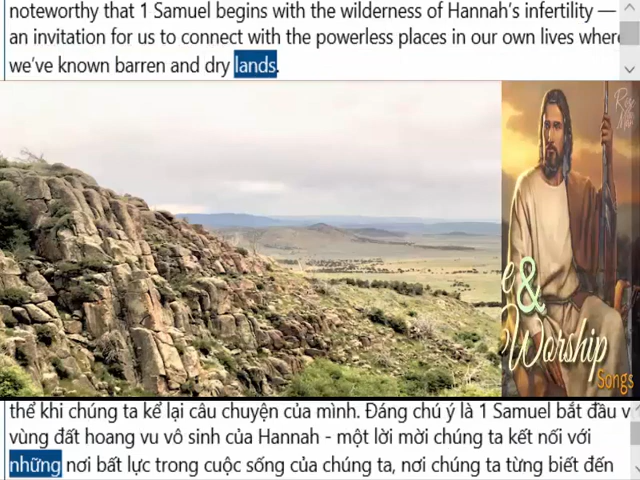 noteworthy that 1 Samuel begins with the wilderness of Hannah's infertility —
an invitation for us to connect with the powerless places in our own lives where
we've known barren and dry lands.
&
Worship
Songs
thể khi chúng ta kể lại câu chuyện của mình. Đáng chú ý là 1 Samuel bắt đầu
vùng đất hoang vu vô sinh của Hannah - một lời mời chúng ta kết nối với
những nơi bất lực trong cuộc sống của chúng ta, nơi chúng ta từng biết đến